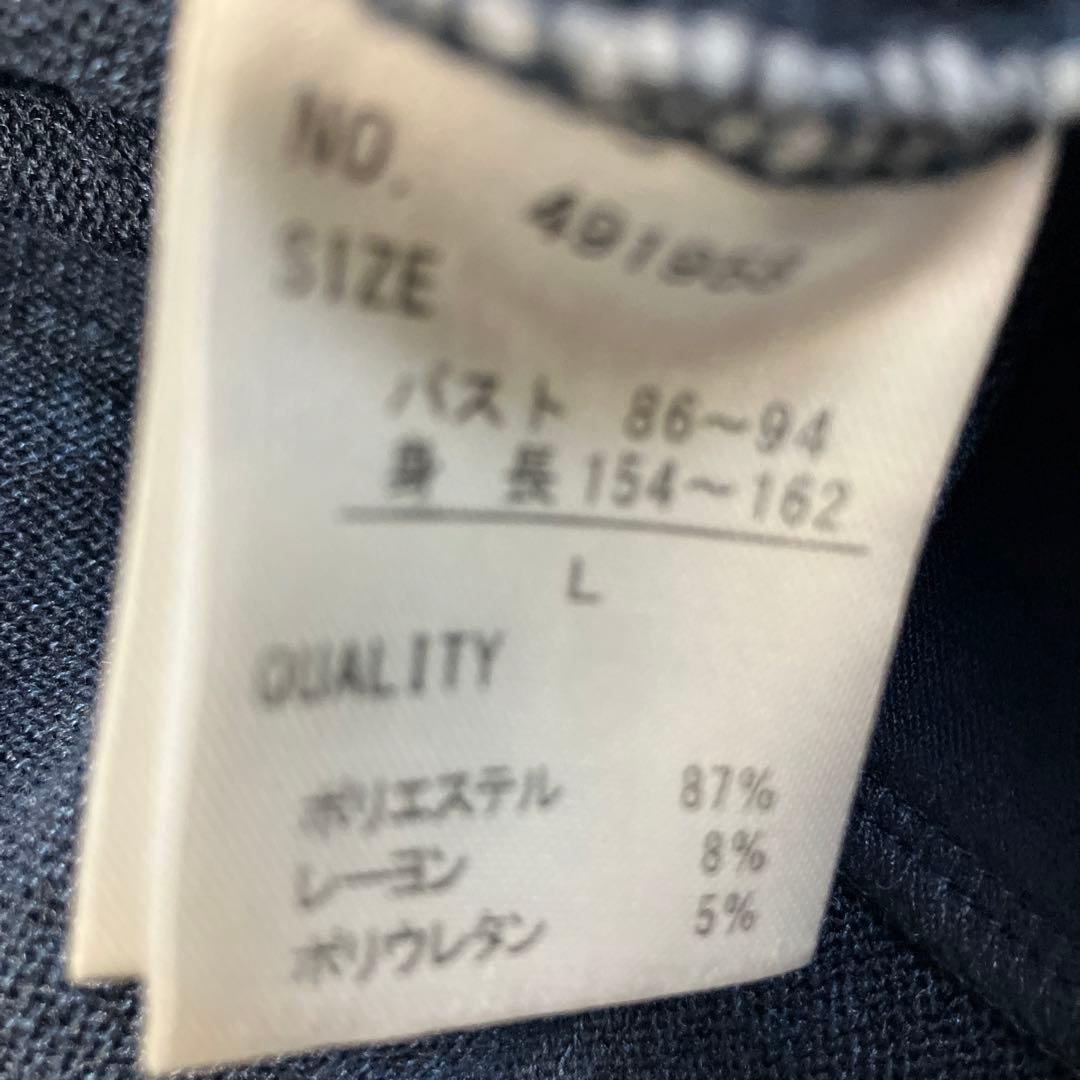 NO.
SIZE
バスト 86〜94
身 長 154〜162
L
QUALITY
ポリエステル 87%
レーヨン 8%
ポリウレタン 5%